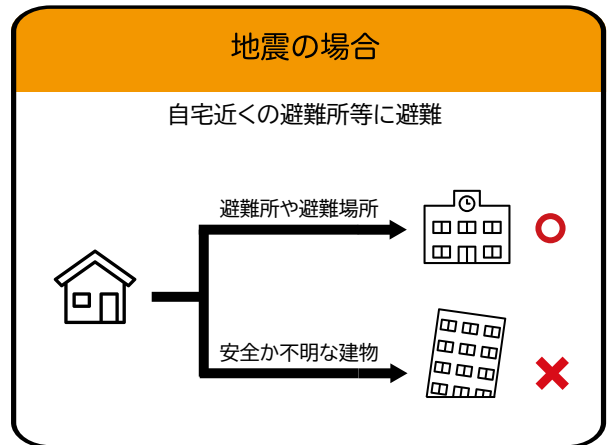 地震の場合
自宅近くの避難所等に避難
避難所や避難場所
安全か不明な建物